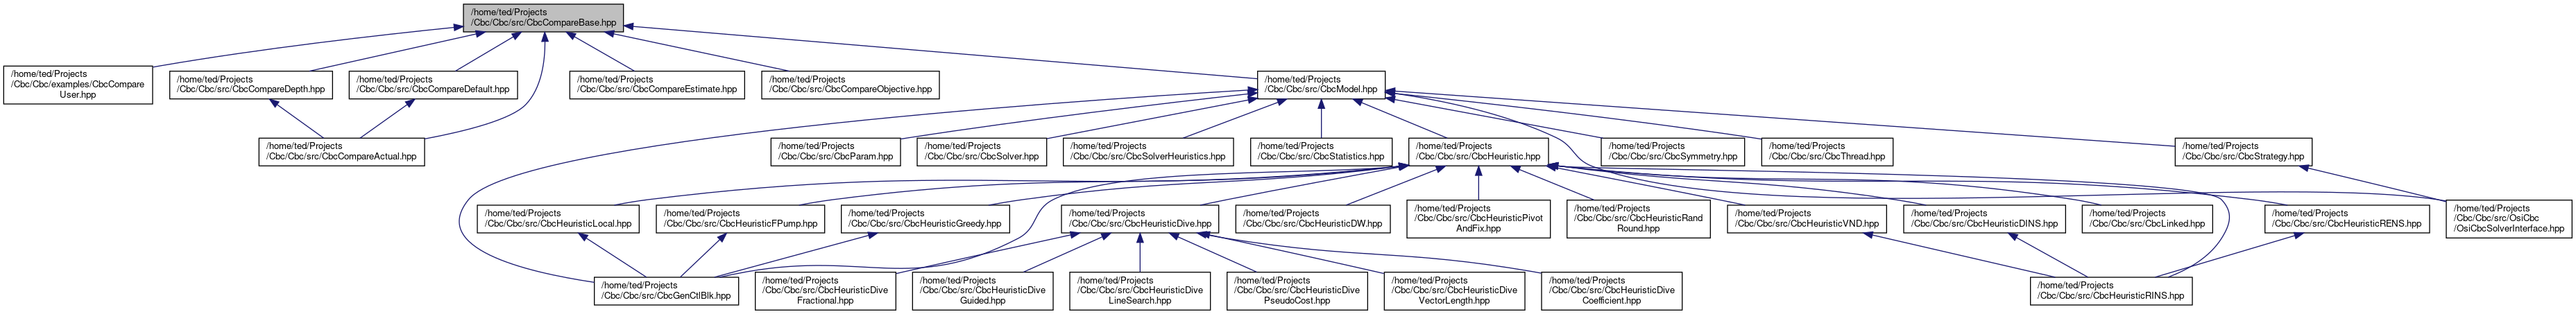 /home/ted/Projects
/Cbc/Cbc/src/CbcCompareBase.hpp
/home/ted/Projects
/Cbc/Cbc/examples/CbcCompare
User.hpp
/home/ted/Projects
/Cbc/Cbc/src/CbcCompareDepth.hpp
/home/ted/Projects
/Cbc/Cbc/src/CbcCompareDefault.hpp
/home/ted/Projects
/Cbc/Cbc/src/CbcCompareEstimate.hpp
/home/ted/Projects
/Cbc/Cbc/src/CbcCompareObjective.hpp
/home/ted/Projects
/Cbc/Cbc/src/CbcModel.hpp
/home/ted/Projects
/Cbc/Cbc/src/CbcCompareActual.hpp
/home/ted/Projects
/Cbc/Cbc/src/CbcParam.hpp
/home/ted/Projects
/Cbc/Cbc/src/CbcSolver.hpp
/home/ted/Projects
/Cbc/Cbc/src/CbcSolverHeuristics.hpp
/home/ted/Projects
/Cbc/Cbc/src/CbcStatistics.hpp
/home/ted/Projects
/Cbc/Cbc/src/CbcHeuristic.hpp
/home/ted/Projects
/Cbc/Cbc/src/CbcSymmetry.hpp
/home/ted/Projects
/Cbc/Cbc/src/CbcThread.hpp
/home/ted/Projects
/Cbc/Cbc/src/CbcStrategy.hpp
/home/ted/Projects
/Cbc/Cbc/src/CbcHeuristicLocal.hpp
/home/ted/Projects
/Cbc/Cbc/src/CbcHeuristicFPump.hpp
/home/ted/Projects
/Cbc/Cbc/src/CbcHeuristicGreedy.hpp
/home/ted/Projects
/Cbc/Cbc/src/CbcHeuristicDive.hpp
/home/ted/Projects
/Cbc/Cbc/src/CbcHeuristicDW.hpp
/home/ted/Projects
/Cbc/Cbc/src/CbcHeuristicPivot
AndFix.hpp
/home/ted/Projects
/Cbc/Cbc/src/CbcHeuristicRand
Round.hpp
/home/ted/Projects
/Cbc/Cbc/src/CbcHeuristicVND.hpp
/home/ted/Projects
/Cbc/Cbc/src/CbcHeuristicDINS.hpp
/home/ted/Projects
/Cbc/Cbc/src/CbcLinked.hpp
/home/ted/Projects
/Cbc/Cbc/src/CbcHeuristicRENS.hpp
/home/ted/Projects
/Cbc/Cbc/src/OsiCbc
/OsiCbcSolverInterface.hpp
/home/ted/Projects
/Cbc/Cbc/src/CbcGenCtlBlk.hpp
/home/ted/Projects
/Cbc/Cbc/src/CbcHeuristicDive
Fractional.hpp
/home/ted/Projects
/Cbc/Cbc/src/CbcHeuristicDive
Guided.hpp
/home/ted/Projects
/Cbc/Cbc/src/CbcHeuristicDive
LineSearch.hpp
/home/ted/Projects
/Cbc/Cbc/src/CbcHeuristicDive
PseudoCost.hpp
/home/ted/Projects
/Cbc/Cbc/src/CbcHeuristicDive
VectorLength.hpp
/home/ted/Projects
/Cbc/Cbc/src/CbcHeuristicDive
Coefficient.hpp
/home/ted/Projects
/Cbc/Cbc/src/CbcHeuristicRINS.hpp